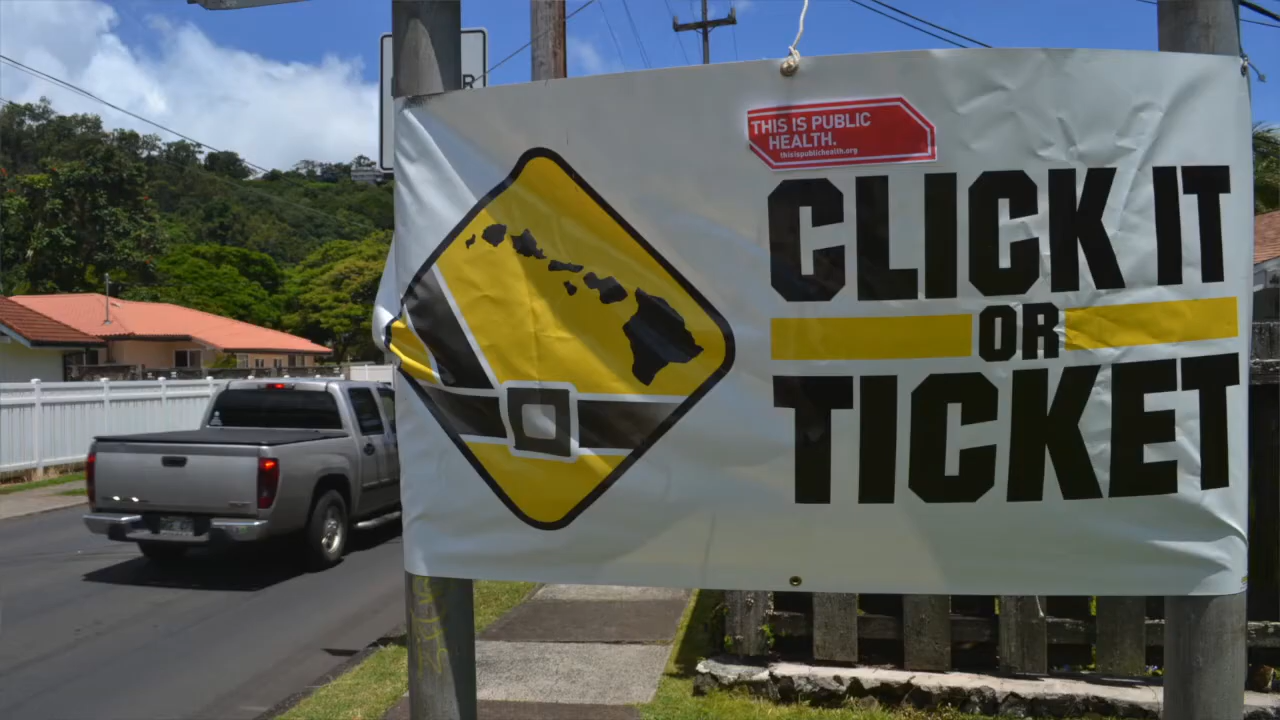 R
THIS IS PUBLIC
HEALTH.
thisispublichealth.org
CLICK IT
OR
TICKET